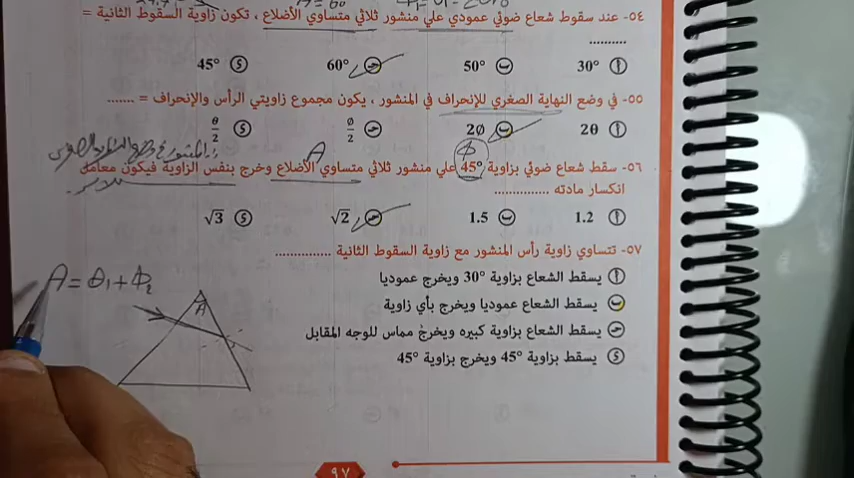 ٥٤- عند سقوط شعاع ضوئي عمودي علي منشور ثلاثي متساوي الأضلاع ، تكون زاوية السقوط الثانية =
..........
أ 30° ب 50° ج 60° د 45°
٥٥- في وضع النهاية الصغري للإنحراف في المنشور ، يكون مجموع زاويتي الرأس والإنحراف = .......
أ 2θ ب 2ø ج ø/2 د θ/2
A Φ
٥٦- سقط شعاع ضوئي بزاوية 45° علي منشور ثلاثي متساوي الأضلاع وخرج بنفس الزاوية فيكون معامل
انكسار مادته ...............
أ 1.2 ب 1.5 ج √2 د √3
٥٧- تتساوي زاوية رأس المنشور مع زاوية السقوط الثانية ...............
أ يسقط الشعاع بزاوية 30° ويخرج عموديا
ب يسقط الشعاع عموديا ويخرج بأي زاوية
ج يسقط الشعاع بزاوية كبيره ويخرج مماس للوجه المقابل
د يسقط بزاوية 45° ويخرج بزاوية 45°
A = θ₁ + Φ₂
A
٩٧